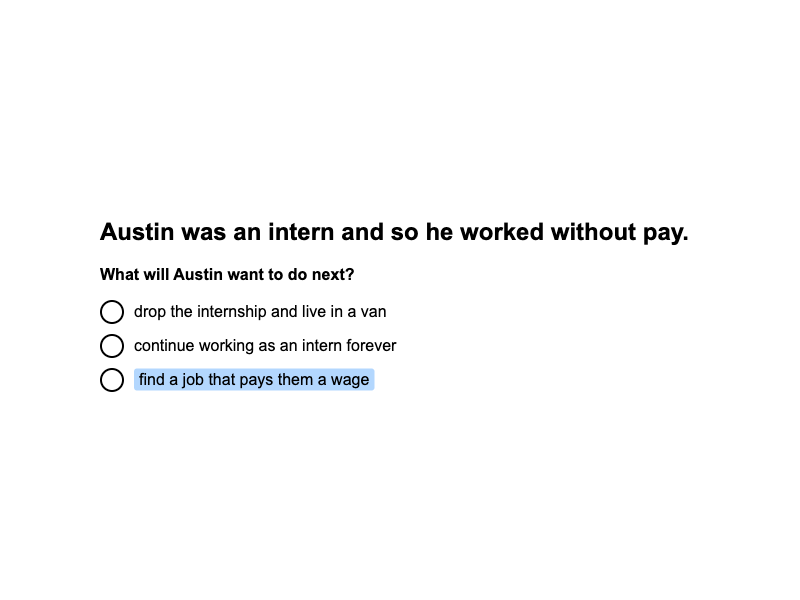 Austin was an intern and so he worked without pay.
What will Austin want to do next?
drop the internship and live in a van
continue working as an intern forever
find a job that pays them a wage